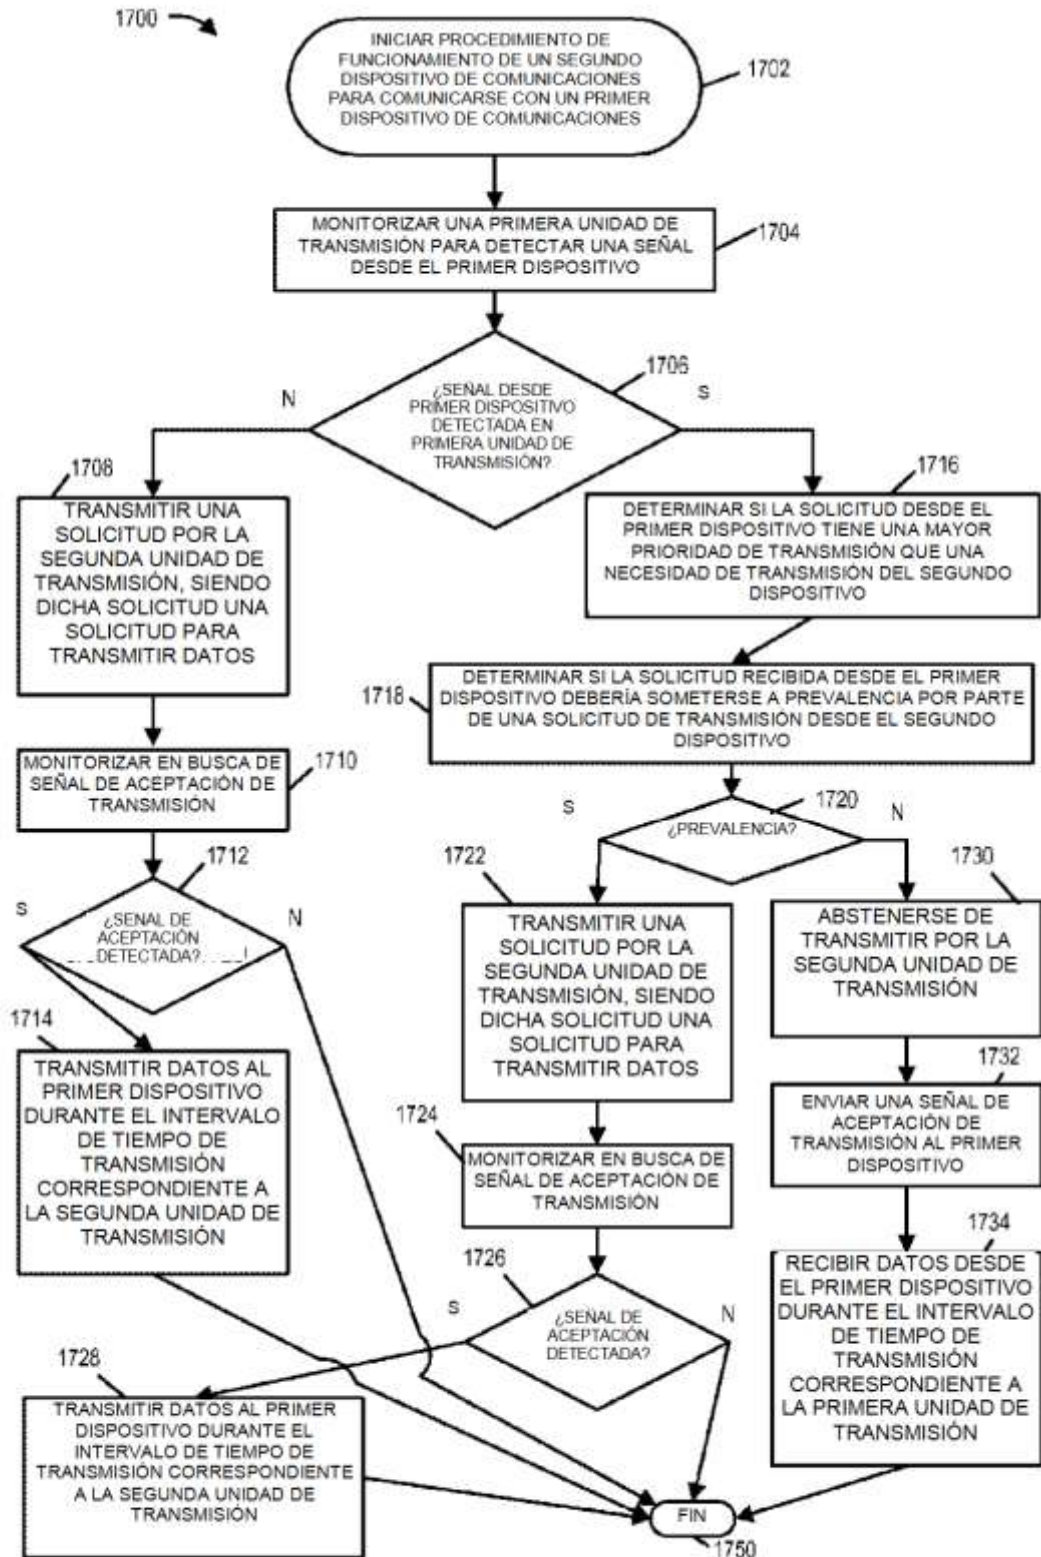 1700
INICIAR PROCEDIMIENTO DE
FUNCIONAMIENTO DE UN SEGUNDO
DISPOSITIVO DE COMUNICACIONES
PARA COMUNICARSE CON UN PRIMER
DISPOSITIVO DE COMUNICACIONES
1702
MONITORIZAR UNA PRIMERA UNIDAD DE
TRANSMISIÓN PARA DETECTAR UNA SEÑAL
DESDE EL PRIMER DISPOSITIVO
1704
1706
¿SEÑAL DESDE
PRIMER DISPOSITIVO
DETECTADA EN
PRIMERA UNIDAD DE
TRANSMISIÓN?
N
S
1708
TRANSMITIR UNA
SOLICITUD POR LA
SEGUNDA UNIDAD DE
TRANSMISIÓN, SIENDO
DICHA SOLICITUD UNA
SOLICITUD PARA
TRANSMITIR DATOS
1716
DETERMINAR SI LA SOLICITUD DESDE EL
PRIMER DISPOSITIVO TIENE UNA MAYOR
PRIORIDAD DE TRANSMISIÓN QUE UNA
NECESIDAD DE TRANSMISIÓN DEL SEGUNDO
DISPOSITIVO
1718
DETERMINAR SI LA SOLICITUD RECIBIDA DESDE EL PRIMER
DISPOSITIVO DEBERÍA SOMETERSE A PREVALENCIA POR PARTE
DE UNA SOLICITUD DE TRANSMISIÓN DESDE EL SEGUNDO
DISPOSITIVO
1710
MONITORIZAR EN BUSCA DE
SEÑAL DE ACEPTACIÓN DE
TRANSMISIÓN
1720
¿PREVALENCIA?
S
N
1712
¿SENAL DE
ACEPTACIÓN
DETECTADA?
S
N
1722
TRANSMITIR UNA
SOLICITUD POR LA
SEGUNDA UNIDAD DE
TRANSMISIÓN, SIENDO
DICHA SOLICITUD UNA
SOLICITUD PARA
TRANSMITIR DATOS
1730
ABSTENERSE DE
TRANSMITIR POR LA
SEGUNDA UNIDAD DE
TRANSMISIÓN
1714
TRANSMITIR DATOS AL
PRIMER DISPOSITIVO
DURANTE EL INTERVALO
DE TIEMPO DE
TRANSMISIÓN
CORRESPONDIENTE A
LA SEGUNDA UNIDAD DE
TRANSMISIÓN
1732
ENVIAR UNA SEÑAL DE
ACEPTACIÓN DE
TRANSMISIÓN AL PRIMER
DISPOSITIVO
1724
MONITORIZAR EN BUSCA DE
SEÑAL DE ACEPTACIÓN DE
TRANSMISIÓN
1726
¿SEÑAL DE
ACEPTACIÓN
DETECTADA?
S
N
1734
RECIBIR DATOS DESDE
EL PRIMER DISPOSITIVO
DURANTE EL INTERVALO
DE TIEMPO DE
TRANSMISIÓN
CORRESPONDIENTE A
LA PRIMERA UNIDAD DE
TRANSMISIÓN
1728
TRANSMITIR DATOS AL PRIMER
DISPOSITIVO DURANTE EL
INTERVALO DE TIEMPO DE
TRANSMISIÓN CORRESPONDIENTE
A LA SEGUNDA UNIDAD DE
TRANSMISIÓN
FIN
1750